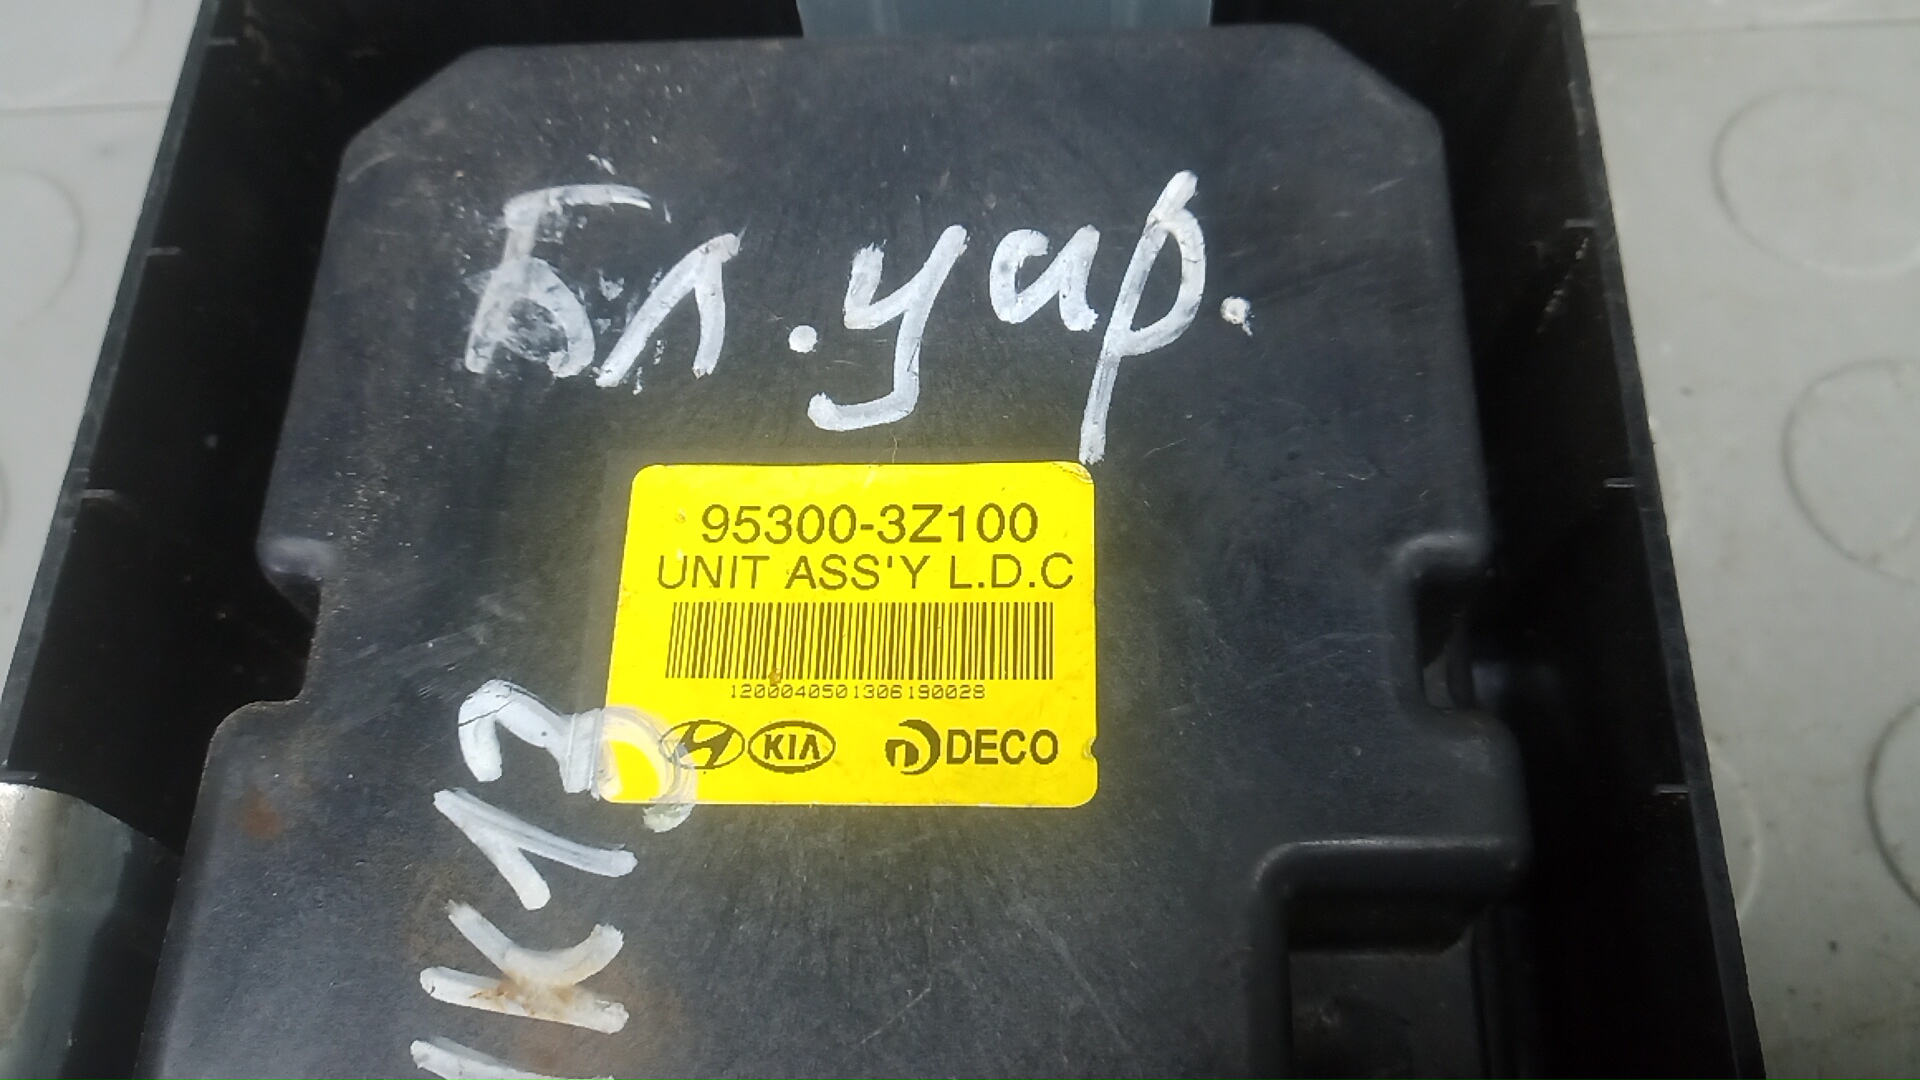 Бл. упр.
95300-3Z100
UNIT ASS'Y L.D.C
1200040501306190028
KIA
DECO